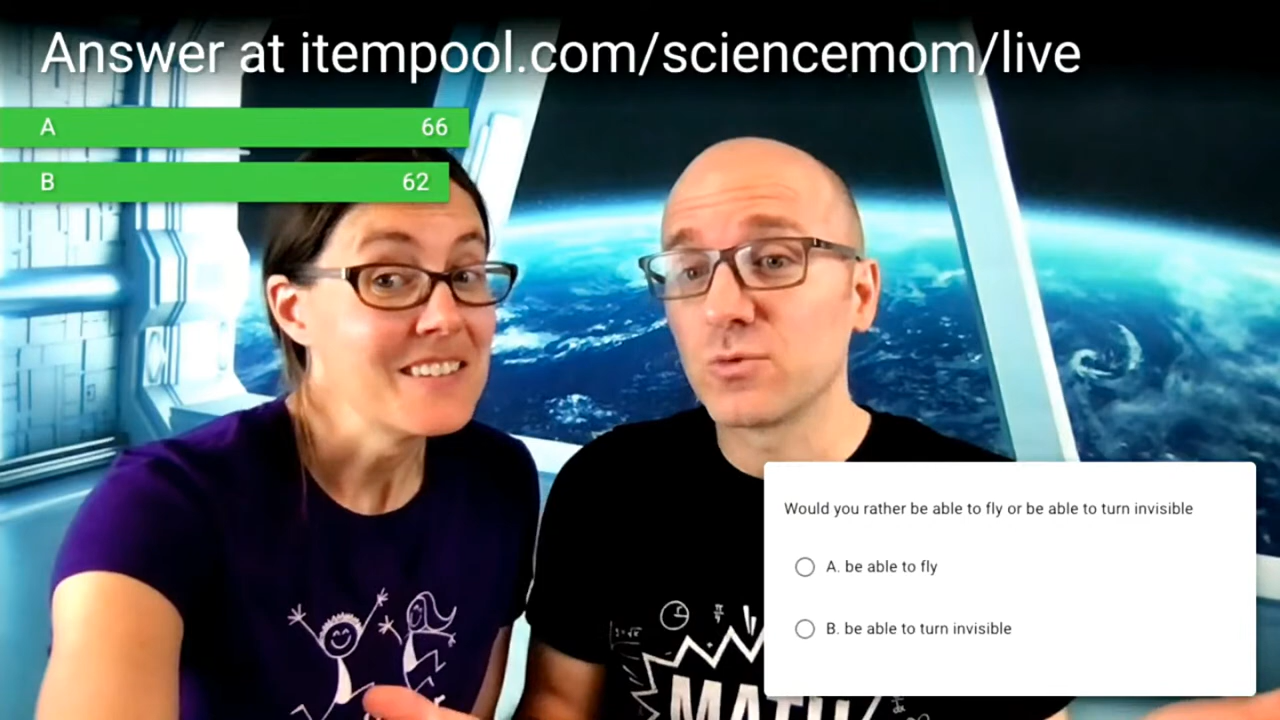 Answer at itempool.com/sciencemom/live
A 66
B 62
Would you rather be able to fly or be able to turn invisible
A. be able to fly
B. be able to turn invisible
MATH